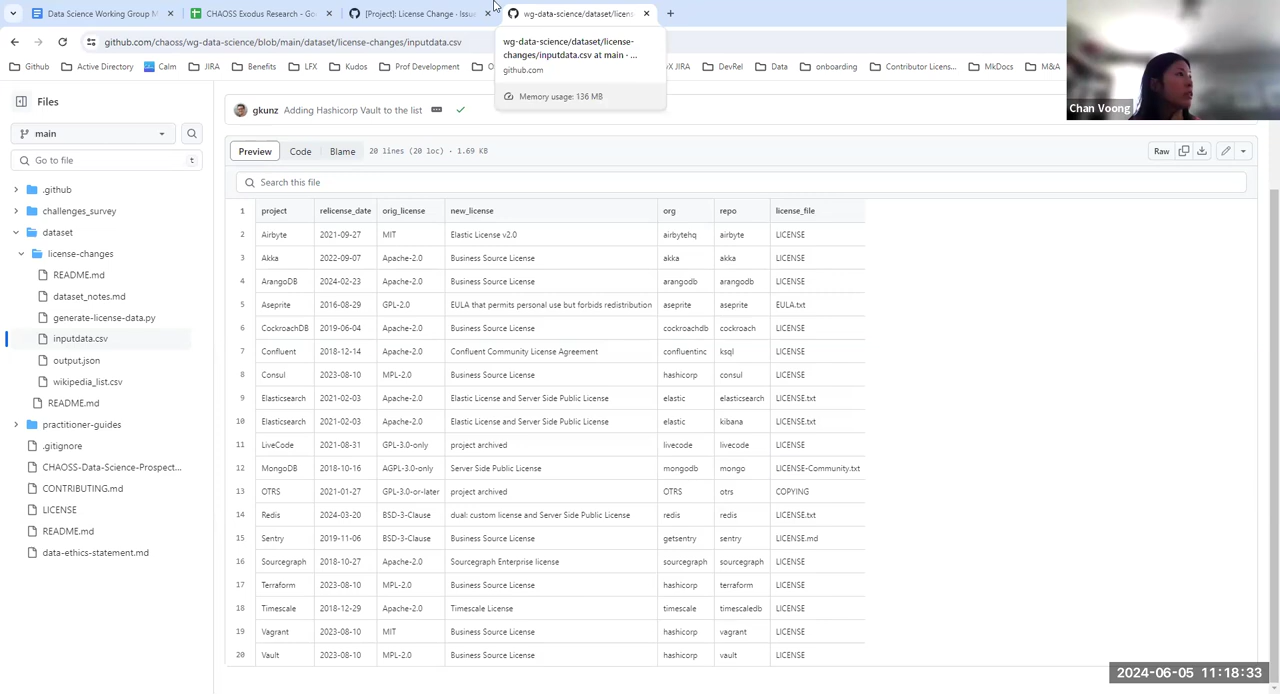 Data Science Working Group M
CHAOSS Exodus Research - Go
[Project]: License Change · Issue
wg-data-science/dataset/licens
github.com/chaoss/wg-data-science/blob/main/dataset/license-changes/inputdata.csv
wg-data-science/dataset/license-
changes/inputdata.csv at main · ...
github.com
Memory usage: 136 MB
Github
Active Directory
Calm
JIRA
Benefits
LFX
Kudos
Prof Development
O
X JIRA
DevRel
Data
onboarding
Contributor Licens...
MkDocs
M&A
Chan Voong
Files
main
Go to file
t
.github
challenges_survey
dataset
license-changes
README.md
dataset_notes.md
generate-license-data.py
inputdata.csv
output.json
wikipedia_list.csv
README.md
practitioner-guides
.gitignore
CHAOSS-Data-Science-Prospect...
CONTRIBUTING.md
LICENSE
README.md
data-ethics-statement.md
gkunz Adding Hashicorp Vault to the list
Preview Code Blame 20 lines (20 loc) · 1.69 KB Raw
Search this file
1 project relicense_date orig_license new_license org repo license_file
2 Airbyte 2021-09-27 MIT Elastic License v2.0 airbytehq airbyte LICENSE
3 Akka 2022-09-07 Apache-2.0 Business Source License akka akka LICENSE
4 ArangoDB 2024-02-23 Apache-2.0 Business Source License arangodb arangodb LICENSE
5 Aseprite 2016-08-29 GPL-2.0 EULA that permits personal use but forbids redistribution aseprite aseprite EULA.txt
6 CockroachDB 2019-06-04 Apache-2.0 Business Source License cockroachdb cockroach LICENSE
7 Confluent 2018-12-14 Apache-2.0 Confluent Community License Agreement confluentinc ksql LICENSE
8 Consul 2023-08-10 MPL-2.0 Business Source License hashicorp consul LICENSE
9 Elasticsearch 2021-02-03 Apache-2.0 Elastic License and Server Side Public License elastic elasticsearch LICENSE.txt
10 Elasticsearch 2021-02-03 Apache-2.0 Elastic License and Server Side Public License elastic kibana LICENSE.txt
11 LiveCode 2021-08-31 GPL-3.0-only project archived livecode livecode LICENSE
12 MongoDB 2018-10-16 AGPL-3.0-only Server Side Public License mongodb mongo LICENSE-Community.txt
13 OTRS 2021-01-27 GPL-3.0-or-later project archived OTRS otrs COPYING
14 Redis 2024-03-20 BSD-3-Clause dual: custom license and Server Side Public License redis redis LICENSE.txt
15 Sentry 2019-11-06 BSD-3-Clause Business Source License getsentry sentry LICENSE.md
16 Sourcegraph 2018-10-27 Apache-2.0 Sourcegraph Enterprise license sourcegraph sourcegraph LICENSE
17 Terraform 2023-08-10 MPL-2.0 Business Source License hashicorp terraform LICENSE
18 Timescale 2018-12-29 Apache-2.0 Timescale License timescale timescaledb LICENSE
19 Vagrant 2023-08-10 MIT Business Source License hashicorp vagrant LICENSE
20 Vault 2023-08-10 MPL-2.0 Business Source License hashicorp vault LICENSE
2024-06-05 11:18:33